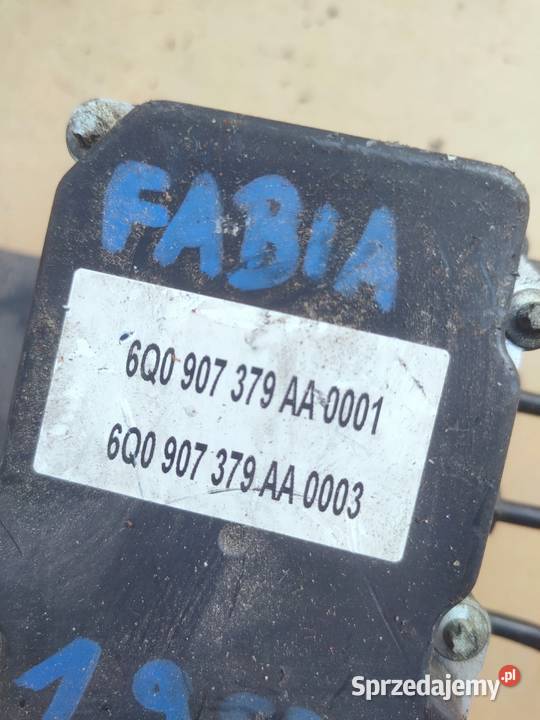 FABIA
6Q0 907 379 AA 0001
6Q0 907 379 AA 0003
Sprzedajemy.pl